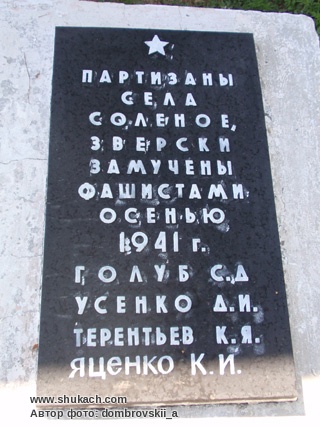 ПАРТИЗАНЫ
СЕЛА
СОЛЕНОЕ,
ЗВЕРСКИ
ЗАМУЧЕНЫ
ФАШИСТАМИ
ОСЕНЬЮ
1941 г.
ГОЛУБ С.Д
УСЕНКО Д.И.
ТЕРЕНТЬЕВ К.Я.
ЯЦЕНКО К.И.
www.shukach.com
Автор фото: dombrovskii_a